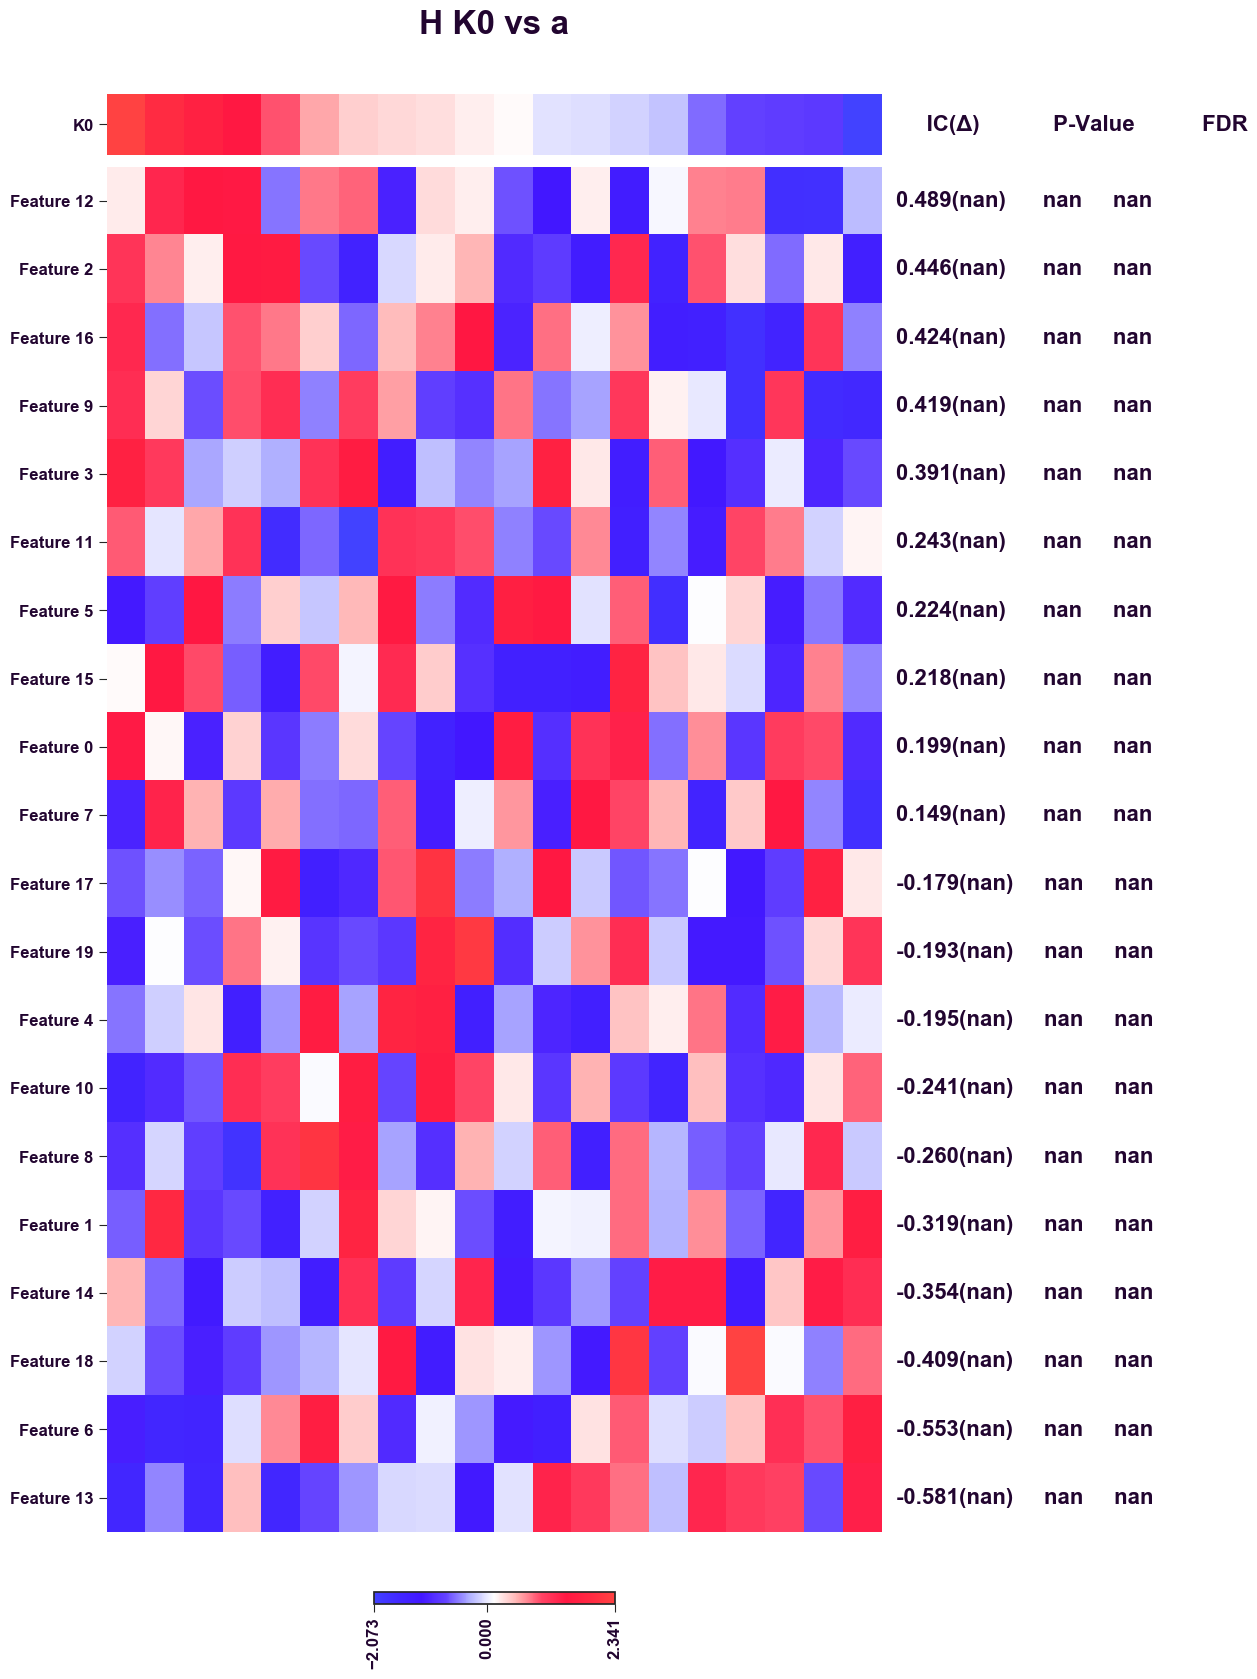 H K0 vs a
K0 IC(Δ) P-Value FDR
Feature 12 0.489(nan) nan nan
Feature 2 0.446(nan) nan nan
Feature 16 0.424(nan) nan nan
Feature 9 0.419(nan) nan nan
Feature 3 0.391(nan) nan nan
Feature 11 0.243(nan) nan nan
Feature 5 0.224(nan) nan nan
Feature 15 0.218(nan) nan nan
Feature 0 0.199(nan) nan nan
Feature 7 0.149(nan) nan nan
Feature 17 -0.179(nan) nan nan
Feature 19 -0.193(nan) nan nan
Feature 4 -0.195(nan) nan nan
Feature 10 -0.241(nan) nan nan
Feature 8 -0.260(nan) nan nan
Feature 1 -0.319(nan) nan nan
Feature 14 -0.354(nan) nan nan
Feature 18 -0.409(nan) nan nan
Feature 6 -0.553(nan) nan nan
Feature 13 -0.581(nan) nan nan
−2.073 0.000 2.341